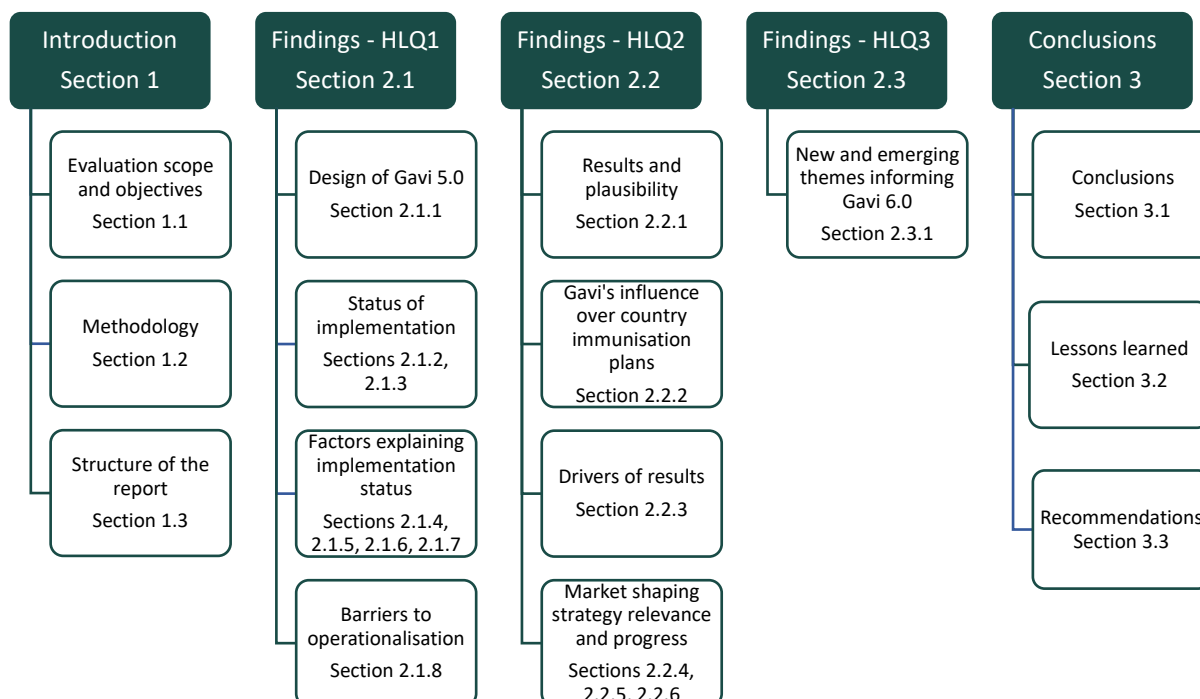 Introduction
Section 1
Evaluation scope
and objectives
Section 1.1
Methodology
Section 1.2
Structure of the
report
Section 1.3
Findings - HLQ1
Section 2.1
Design of Gavi 5.0
Section 2.1.1
Status of
implementation
Sections 2.1.2,
2.1.3
Factors explaining
implementation
status
Sections 2.1.4,
2.1.5, 2.1.6, 2.1.7
Barriers to
operationalisation
Section 2.1.8
Findings - HLQ2
Section 2.2
Results and
plausibility
Section 2.2.1
Gavi's influence
over country
immunisation
plans
Section 2.2.2
Drivers of results
Section 2.2.3
Market shaping
strategy relevance
and progress
Sections 2.2.4,
2.2.5, 2.2.6
Findings - HLQ3
Section 2.3
New and emerging
themes informing
Gavi 6.0
Section 2.3.1
Conclusions
Section 3
Conclusions
Section 3.1
Lessons learned
Section 3.2
Recommendations
Section 3.3